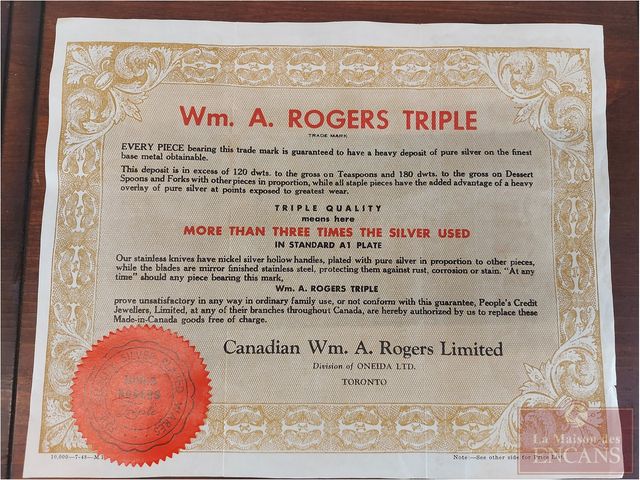 Wm. A. ROGERS TRIPLE
TRADE MARK
EVERY PIECE bearing this trade mark is guaranteed to have a heavy deposit of pure silver on the finest
base metal obtainable.
This deposit is in excess of 120 dwts. to the gross on Teaspoons and 180 dwts. to the gross on Dessert
Spoons and Forks with other pieces in proportion, while all staple pieces have the added advantage of a heavy
overlay of pure silver at points exposed to greatest wear.
TRIPLE QUALITY
means here
MORE THAN THREE TIMES THE SILVER USED
IN STANDARD A1 PLATE
Our stainless knives have nickel silver hollow handles, plated with pure silver in proportion to other pieces,
while the blades are mirror finished stainless steel, protecting them against rust, corrosion or stain. "At any
time" should any piece bearing this mark,
Wm. A. ROGERS TRIPLE
prove unsatisfactory in any way in ordinary family use, or not conform with this guarantee, People's Credit
Jewellers, Limited, at any of their branches throughout Canada, are hereby authorized by us to replace these
Made-in-Canada goods free of charge.
Canadian Wm. A. Rogers Limited
Division of ONEIDA LTD.
TORONTO
ROGERS
10,000—7-48—M
Note:—See other side for Price List.
La Maison des
ENCANS